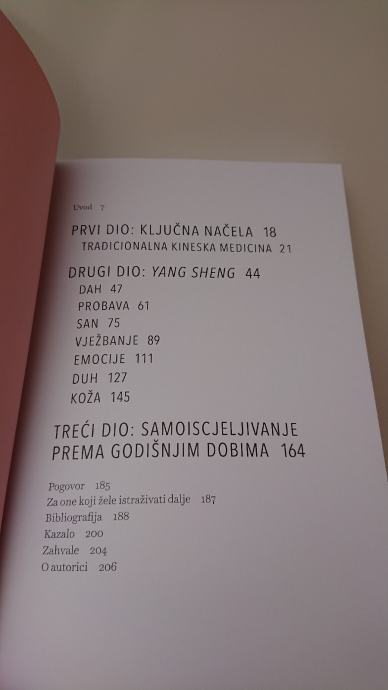 Uvod 7
PRVI DIO: KLJUČNA NAČELA 18
TRADICIONALNA KINESKA MEDICINA 21
DRUGI DIO: YANG SHENG 44
DAH 47
PROBAVA 61
SAN 75
VJEŽBANJE 89
EMOCIJE 111
DUH 127
KOŽA 145
TREĆI DIO: SAMOISCJELJIVANJE
PREMA GODIŠNJIM DOBIMA 164
Pogovor 185
Za one koji žele istraživati dalje 187
Bibliografija 188
Kazalo 200
Zahvale 204
O autorici 206